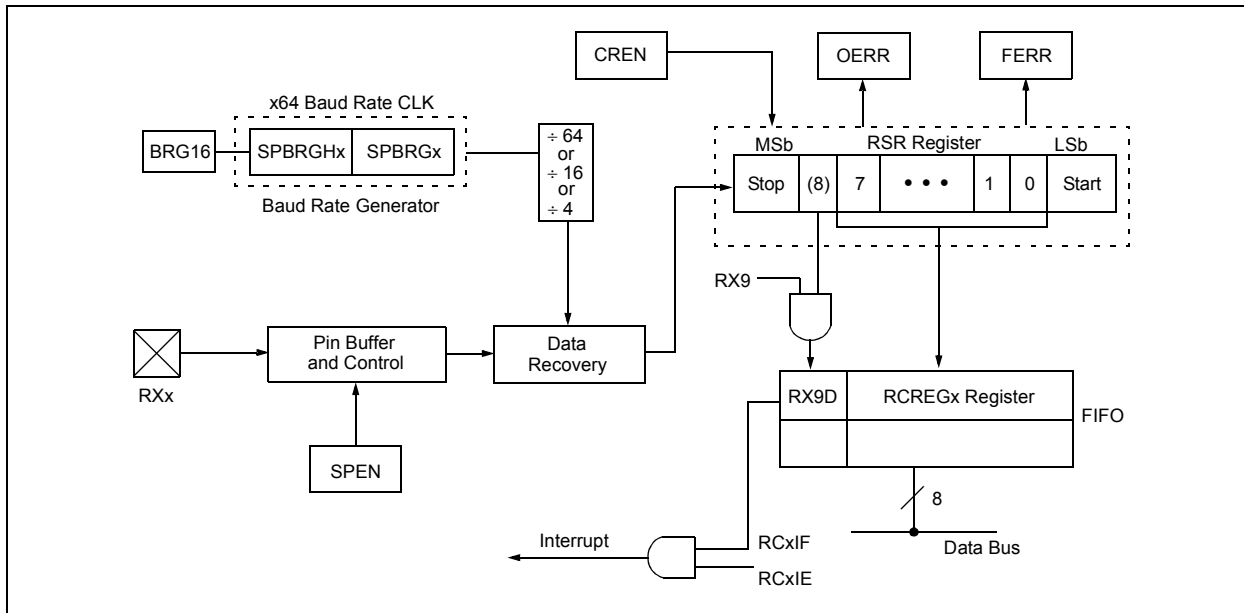 CREN
OERR
FERR
x64 Baud Rate CLK
BRG16
SPBRGHx
SPBRGx
Baud Rate Generator
÷ 64
or
÷ 16
or
÷ 4
MSb
RSR Register
LSb
Stop
(8)
7
• • •
1
0
Start
RX9
RXx
Pin Buffer
and Control
Data
Recovery
SPEN
RX9D
RCREGx Register
FIFO
8
Data Bus
Interrupt
RCxIF
RCxIE